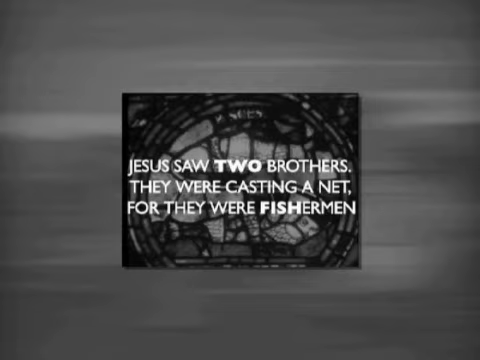 JESUS SAW TWO BROTHERS.
THEY WERE CASTING A NET,
FOR THEY WERE FISHERMEN